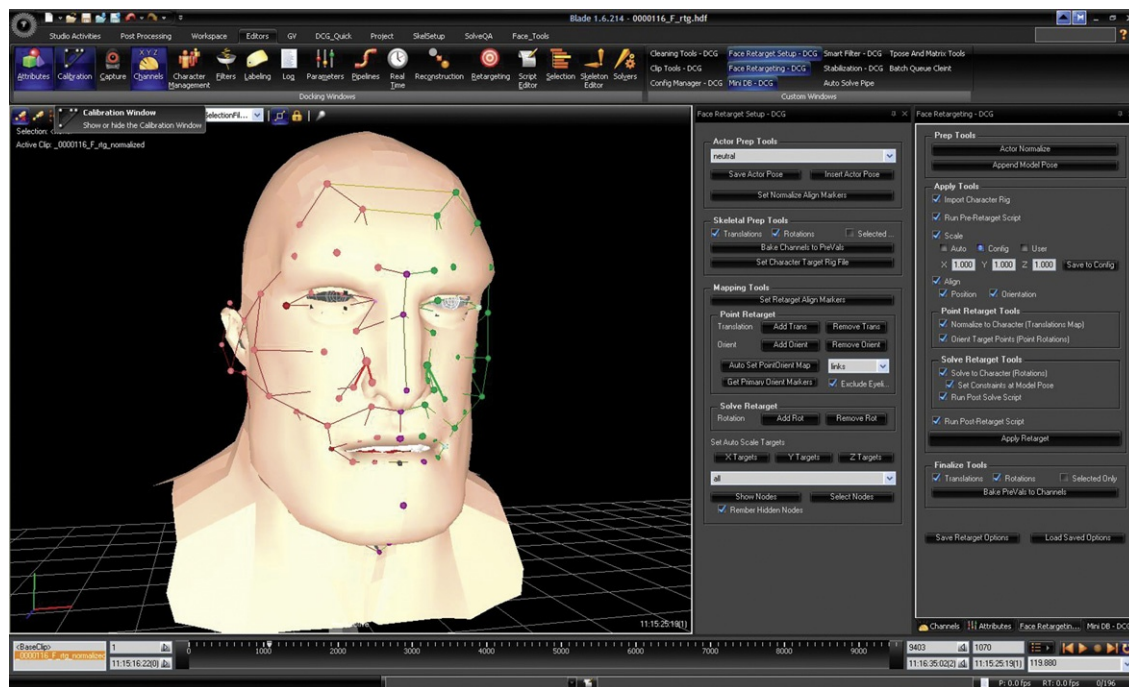 Blade 1.6.214 - 0000116_F_rtg.hdf
Studio Activities Post Processing Workspace Editors GV DCG_Quick Project SkelSetup SolveQA Face_Tools
Attributes Calibration Capture Channels Character Management Filters Labeling Log Parameters Pipelines Real Time Reconstruction Retargeting Script Editor Selection Skeleton Editor Solvers
Docking Windows
Cleaning Tools - DCG Face Retarget Setup - DCG Smart Filter - DCG Tpose And Matrix Tools
Clip Tools - DCG Face Retargeting - DCG Stabilization - DCG Batch Queue Cleint
Config Manager - DCG Mini DB - DCG Auto Solve Pipe
Custom Windows
Calibration Window
Show or hide the Calibration Window
SelectionFil...
Selection:
Active Clip: _0000116_F_rtg_normalized
11:15:25:19(1)
Face Retarget Setup - DCG
Actor Prep Tools
neutral
Save Actor Pose Insert Actor Pose
Set Normalize Align Markers
Skeletal Prep Tools
Translations Rotations Selected ...
Bake Channels to PreVals
Set Character Target Rig File
Mapping Tools
Set Retarget Align Markers
Point Retarget
Translation Add Trans Remove Trans
Orient Add Orient Remove Orient
Auto Set PointOrient Map links
Get Primary Orient Markers Exclude Eyeli...
Solve Retarget
Rotation Add Rot Remove Rot
Set Auto Scale Targets
X Targets Y Targets Z Targets
all
Show Nodes Select Nodes
Rember Hidden Nodes
Face Retargeting - DCG
Prep Tools
Actor Normalize
Append Model Pose
Apply Tools
Import Character Rig
Run Pre-Retarget Script
Scale
Auto Config User
X 1.000 Y 1.000 Z 1.000 Save to Config
Align
Position Orientation
Point Retarget Tools
Normalize to Character (Translations Map)
Orient Target Points (Point Rotations)
Solve Retarget Tools
Solve to Character (Rotations)
Set Constraints at Model Pose
Run Post Solve Script
Run Post-Retarget Script
Apply Retarget
Finalize Tools
Translations Rotations Selected Only
Bake PreVals to Channels
Save Retarget Options Load Saved Options
Channels Attributes Face Retargetin... Mini DB - DCG
<BaseClip> 1 0 1000 2000 3000 4000 5000 6000 7000 8000 9000 9403 1070
_0000116_F_rtg_normalized 11:15:16:22(0) 11:16:35:02(2) 11:15:25:19(1) 119.880
P: 0.0 fps RT: 0.0 fps 0/196